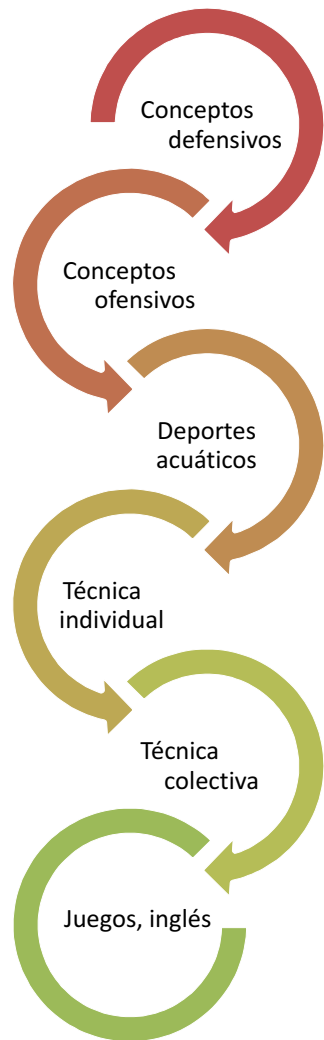 Conceptos
defensivos
Conceptos
ofensivos
Deportes
acuáticos
Técnica
individual
Técnica
colectiva
Juegos, inglés